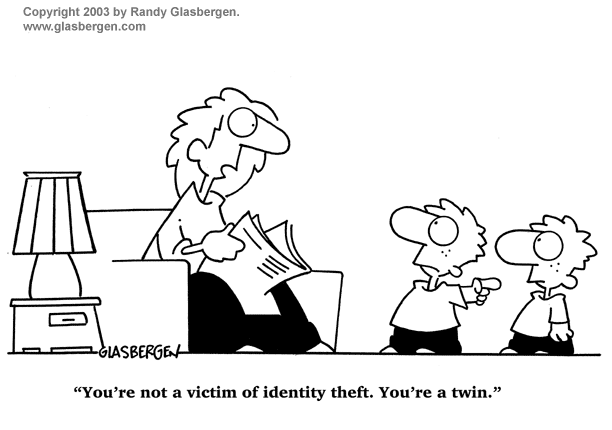 Copyright 2003 by Randy Glasbergen.
www.glasbergen.com
GLASBERGEN
“You’re not a victim of identity theft. You’re a twin.”